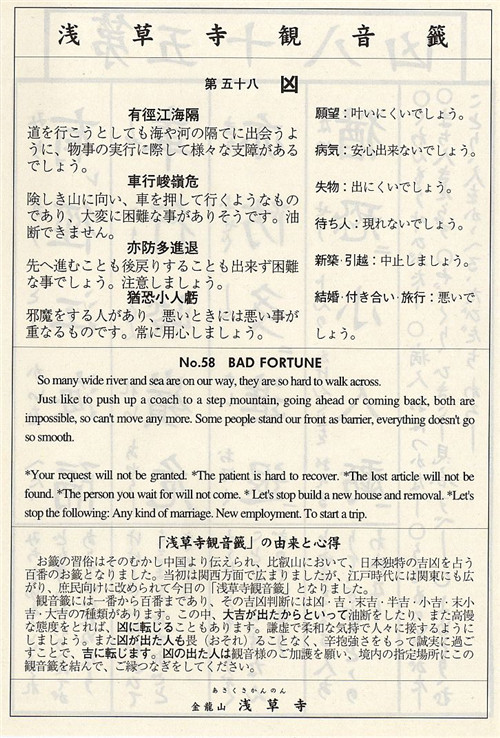 浅草寺観音籤
第五十八 凶
有徑江海隔
道を行こうとしても海や河の隔てに出会うよ
うに、物事の実行に際して様々な支障がある
でしょう。
車行峻嶺危
険しき山に向い、車を押して行くようなもの
であり、大変に困難な事がありそうです。油
断できません。
亦防多進退
先へ進むことも後戻りすることも出来ず困難
な事でしょう。注意しましょう。
猶恐小人虧
邪魔をする人があり、悪いときには悪い事が
重なるものです。常に用心しましょう。
願望：叶いにくいでしょう。
病気：安心出来ないでしょう。
失物：出にくいでしょう。
待ち人：現れないでしょう。
新築・引越：中止しましょう。
結婚・付き合い・旅行：悪いで
しょう。
No.58 BAD FORTUNE
So many wide river and sea are on our way, they are so hard to walk across.
Just like to push up a coach to a step mountain, going ahead or coming back, both are
impossible, so can't move any more. Some people stand our front as barrier, everything doesn't go
so smooth.
*Your request will not be granted. *The patient is hard to recover. *The lost article will not be
found. *The person you wait for will not come. * Let's stop build a new house and removal. *Let's
stop the following: Any kind of marriage. New employment. To start a trip.
「浅草寺観音籤」の由来と心得
お籤の習俗はそのむかし中国より伝えられ、比叡山において、日本独特の吉凶を占う
百番のお籤となりました。当初は関西方面で広まりましたが、江戸時代には関東にも広
がり、庶民向けに改められて今日の「浅草寺観音籤」となりました。
観音籤には一番から百番まであり、その吉凶判断には凶・吉・末吉・半吉・小吉・末小
吉・大吉の7種類があります。この中、大吉が出たからといって油断をしたり、また高慢
な態度をとれば、凶に転じることもあります。謙虚で柔和な気持で人々に接するように
しましょう。また凶が出た人も畏（おそ）れることなく、辛抱強さをもって誠実に過ご
すことで、吉に転じます。凶の出た人は観音様のご加護を願い、境内の指定場所にこの
観音籤を結んで、ご縁つなぎをしてください。
あさくさかんのん
金龍山 浅草寺